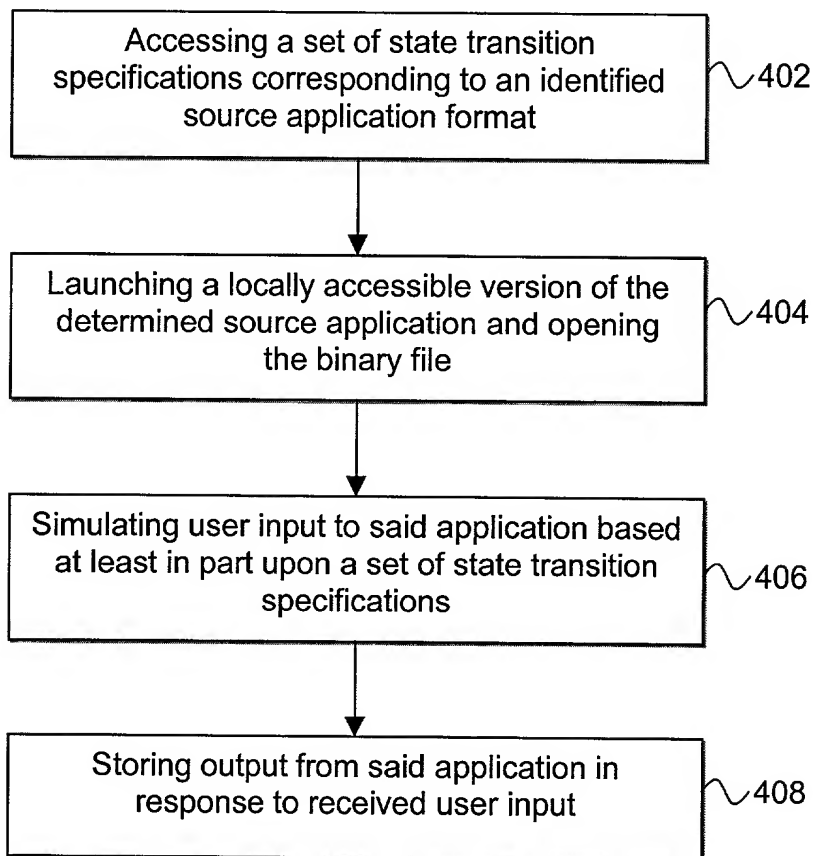 Accessing a set of state transition
specifications corresponding to an identified
source application format
402
Launching a locally accessible version of the
determined source application and opening
the binary file
404
Simulating user input to said application based
at least in part upon a set of state transition
specifications
406
Storing output from said application in
response to received user input
408